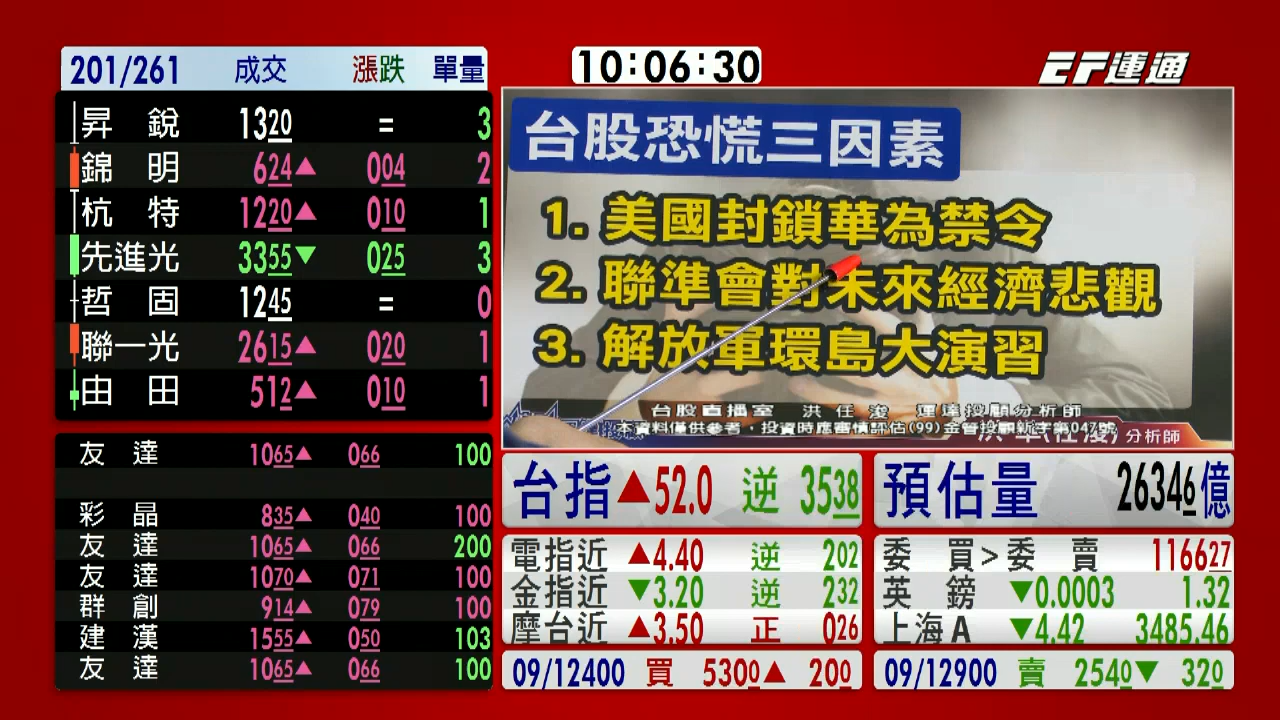 201/261 成交 漲跌 單量
昇銳 1320 = 3
錦明 624▲ 004 2
杭特 1220▲ 010 1
先進光 3355▼ 025 3
哲固 1245 = 0
聯一光 2615▲ 020 1
由田 512▲ 010 1
友達 1065▲ 066 100
彩晶 835▲ 040 100
友達 1065▲ 066 200
友達 1070▲ 071 100
群創 914▲ 079 100
建漢 1555▲ 050 103
友達 1065▲ 066 100
10:06:30
EF運通
台股恐慌三因素
1. 美國封鎖華為禁令
2. 聯準會對未來經濟悲觀
3. 解放軍環島大演習
台股直播室 洪任浚 運達投顧分析師
本資料僅供參考，投資時應審慎評估(99)金管投顧新字第047號
分析師
台指▲52.0 逆 3538
預估量 26346億
電指近 ▲4.40 逆 202
金指近 ▼3.20 逆 232
摩台近 ▲3.50 正 026
委買>委賣 116627
英鎊 ▼0.0003 1.32
上海A ▼4.42 3485.46
09/12400 買 5300▲ 200
09/12900 賣 2540▼ 320